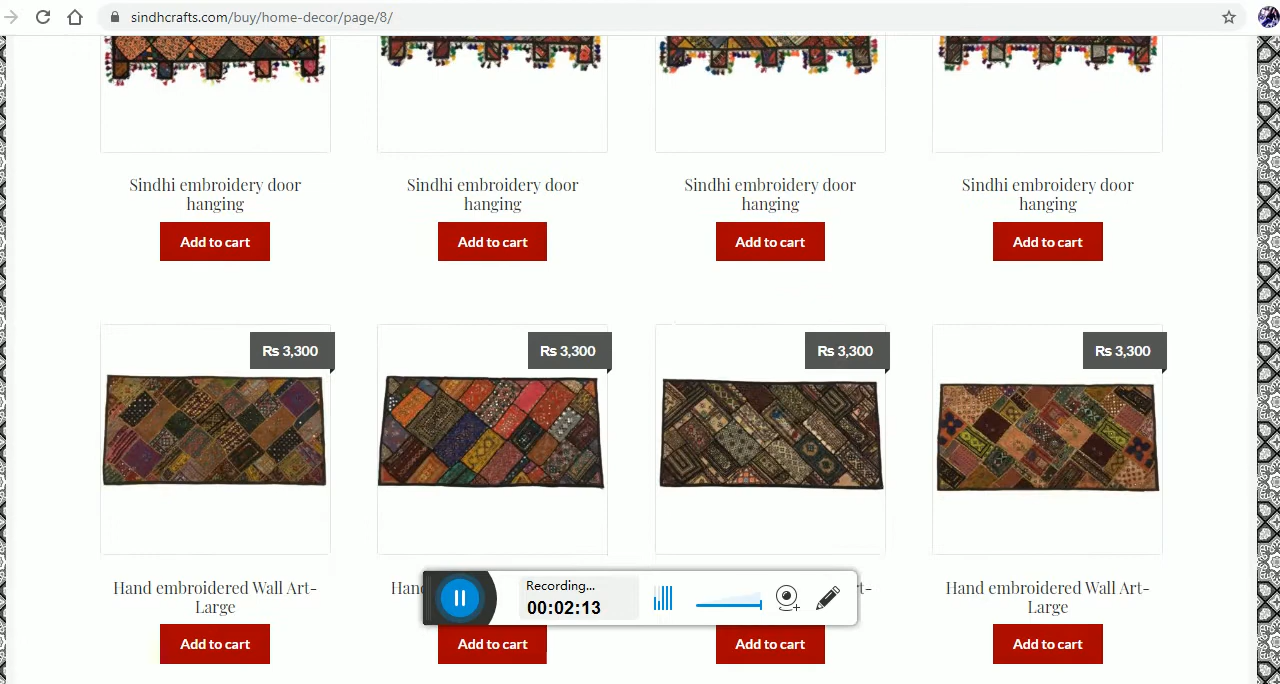 sindhcrafts.com/buy/home-decor/page/8/
Sindhi embroidery door
hanging
Add to cart
Sindhi embroidery door
hanging
Add to cart
Sindhi embroidery door
hanging
Add to cart
Sindhi embroidery door
hanging
Add to cart
Rs 3,300
Rs 3,300
Rs 3,300
Rs 3,300
Hand embroidered Wall Art-
Large
Add to cart
Add to cart
Add to cart
Hand embroidered Wall Art-
Large
Add to cart
Recording...
00:02:13